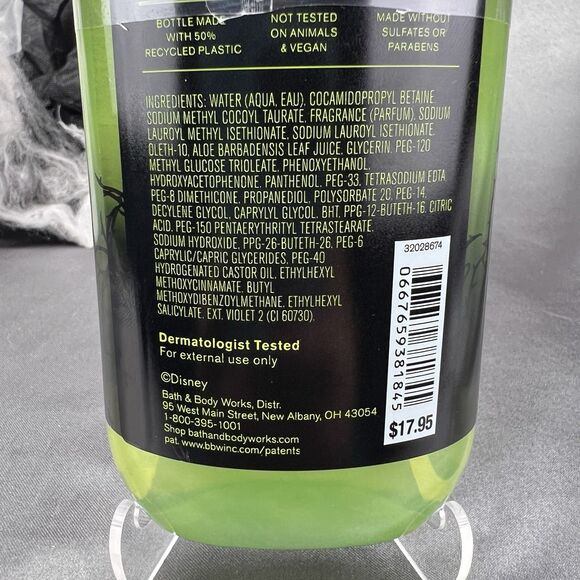 BOTTLE MADE
WITH 50%
RECYCLED PLASTIC
NOT TESTED
ON ANIMALS
& VEGAN
MADE WITHOUT
SULFATES OR
PARABENS
INGREDIENTS: WATER (AQUA, EAU), COCAMIDOPROPYL BETAINE,
SODIUM METHYL COCOYL TAURATE, FRAGRANCE (PARFUM), SODIUM
LAUROYL METHYL ISETHIONATE, SODIUM LAUROYL ISETHIONATE,
OLETH-10, ALOE BARBADENSIS LEAF JUICE, GLYCERIN, PEG-120
METHYL GLUCOSE TRIOLEATE, PHENOXYETHANOL,
HYDROXYACETOPHENONE, PANTHENOL, PEG-33, TETRASODIUM EDTA,
PEG-8 DIMETHICONE, PROPANEDIOL, POLYSORBATE 20, PEG-14,
DECYLENE GLYCOL, CAPRYLYL GLYCOL, BHT, PPG-12-BUTETH-16, CITRIC
ACID, PEG-150 PENTAERYTHRITYL TETRASTEARATE,
SODIUM HYDROXIDE, PPG-26-BUTETH-26, PEG-6
CAPRYLIC/CAPRIC GLYCERIDES, PEG-40
HYDROGENATED CASTOR OIL, ETHYLHEXYL
METHOXYCINNAMATE, BUTYL
METHOXYDIBENZOYLMETHANE, ETHYLHEXYL
SALICYLATE, EXT. VIOLET 2 (CI 60730).
Dermatologist Tested
For external use only
©Disney
Bath & Body Works, Distr.
95 West Main Street, New Albany, OH 43054
1-800-395-1001
Shop bathandbodyworks.com
pat. www.bbwinc.com/patents
32028674
0667659381845
$17.95